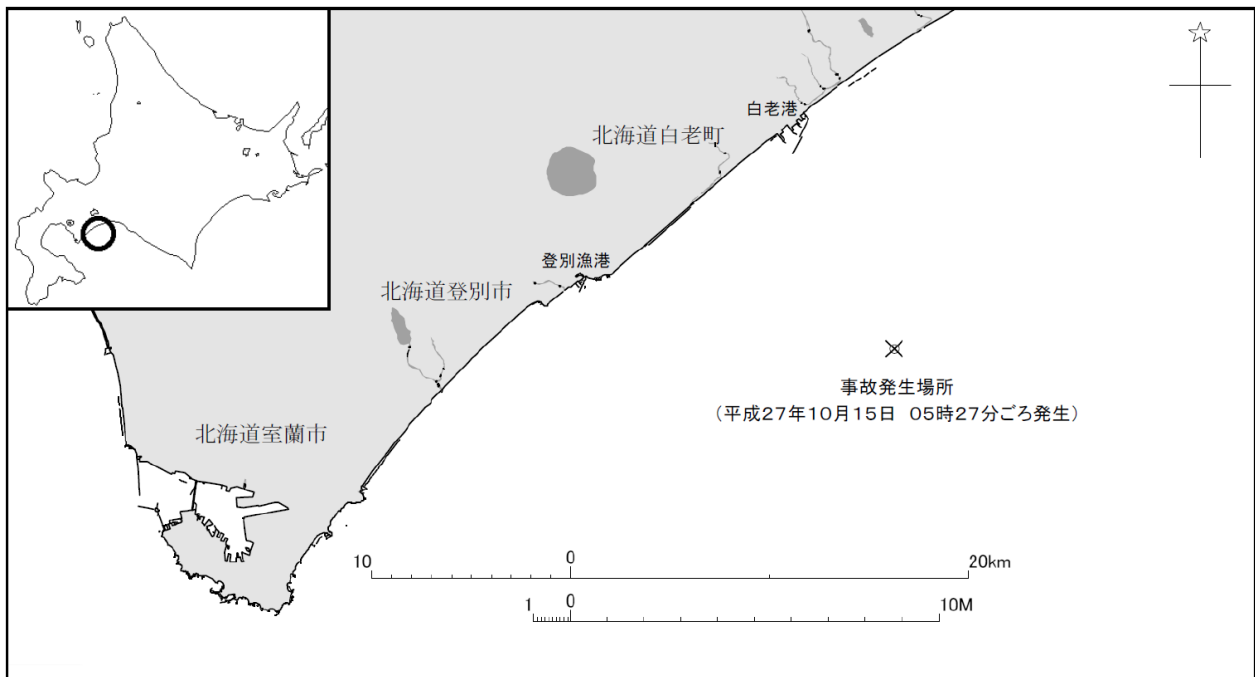 白老港
北海道白老町
登別漁港
北海道登別市
事故発生場所
（平成27年10月15日 05時27分ごろ発生）
北海道室蘭市
10 0 20km
1 0 10M